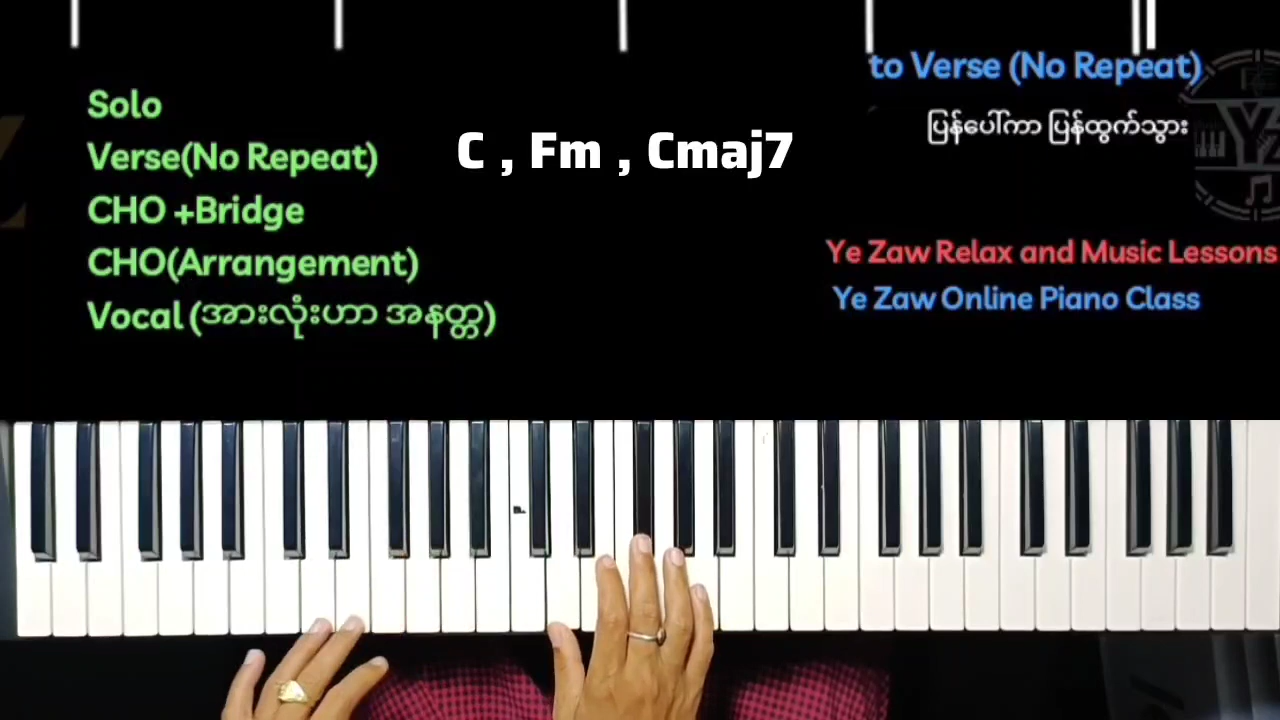 Solo
Verse(No Repeat)
CHO +Bridge
CHO(Arrangement)
Vocal (အားလုံးဟာ အနတ္တ)
C , Fm , Cmaj7
to Verse (No Repeat)
ပြန်ပေါ်ကာ ပြန်ထွက်သွား
Ye Zaw Relax and Music Lessons
Ye Zaw Online Piano Class